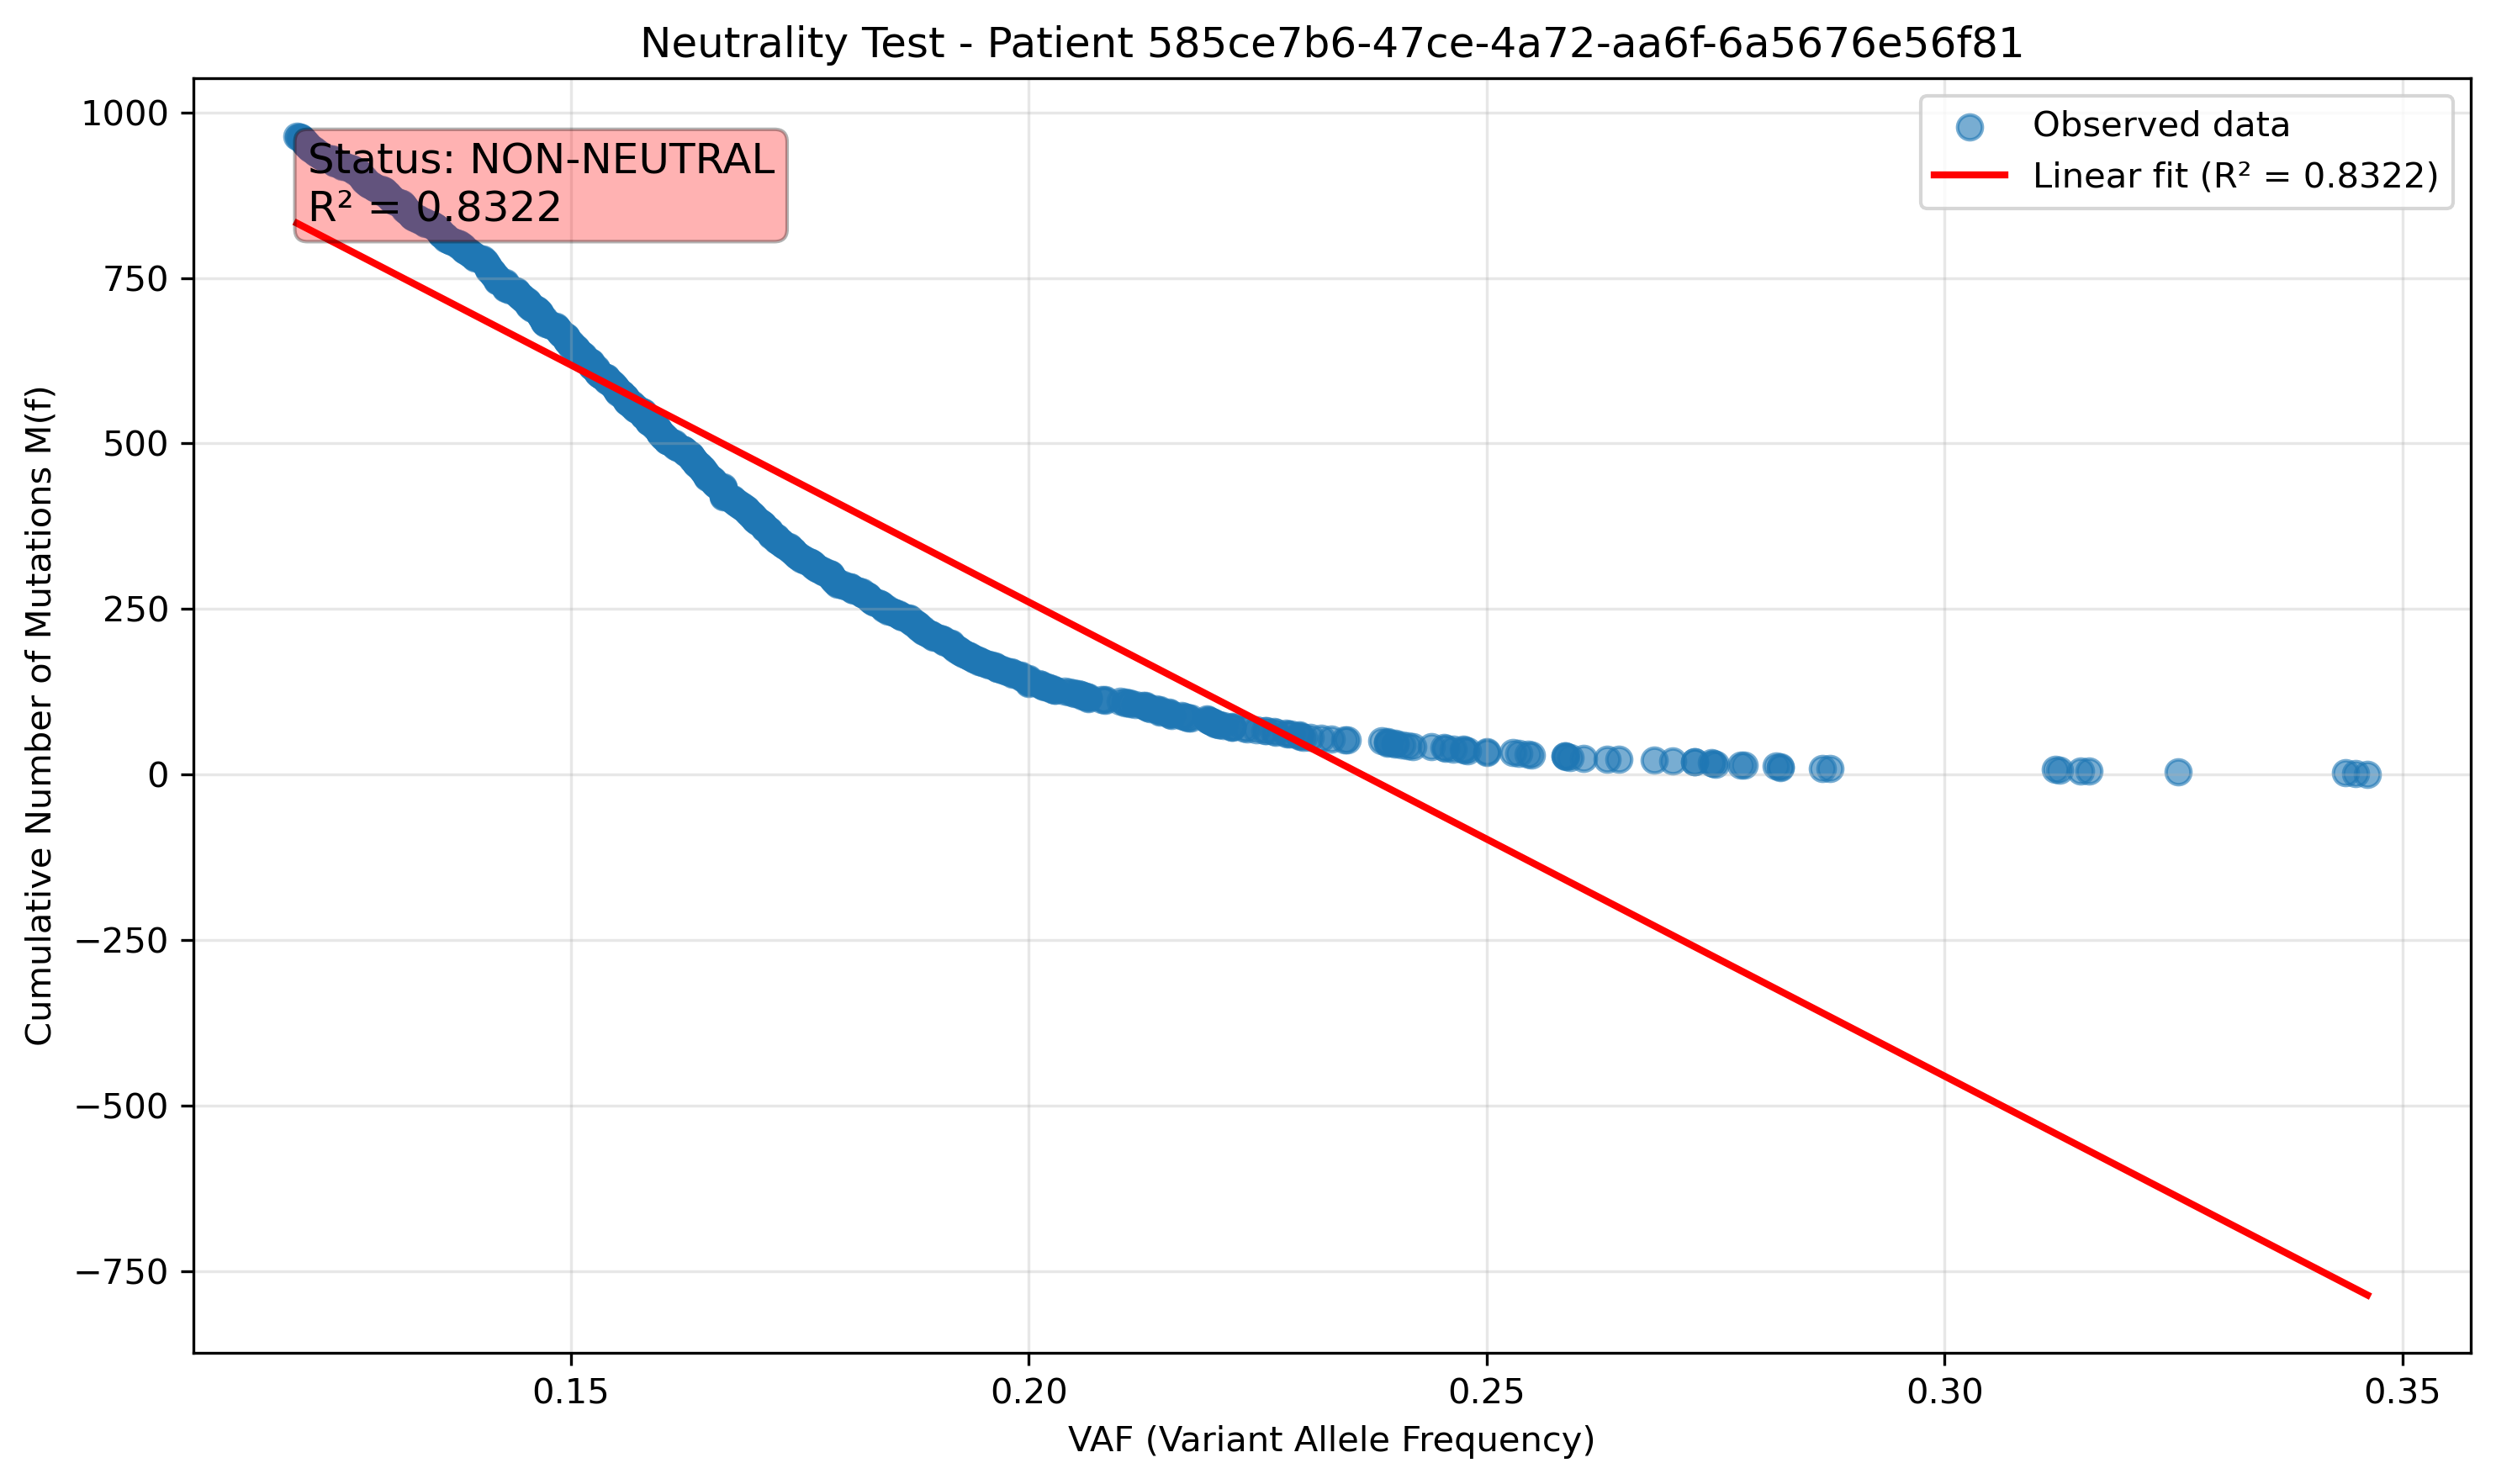 Neutrality Test - Patient 585ce7b6-47ce-4a72-aa6f-6a5676e56f81
Cumulative Number of Mutations M(f)
1000
750
500
250
0
−250
−500
−750
Status: NON-NEUTRAL
R² = 0.8322
Observed data
Linear fit (R² = 0.8322)
0.15
0.20
0.25
0.30
0.35
VAF (Variant Allele Frequency)